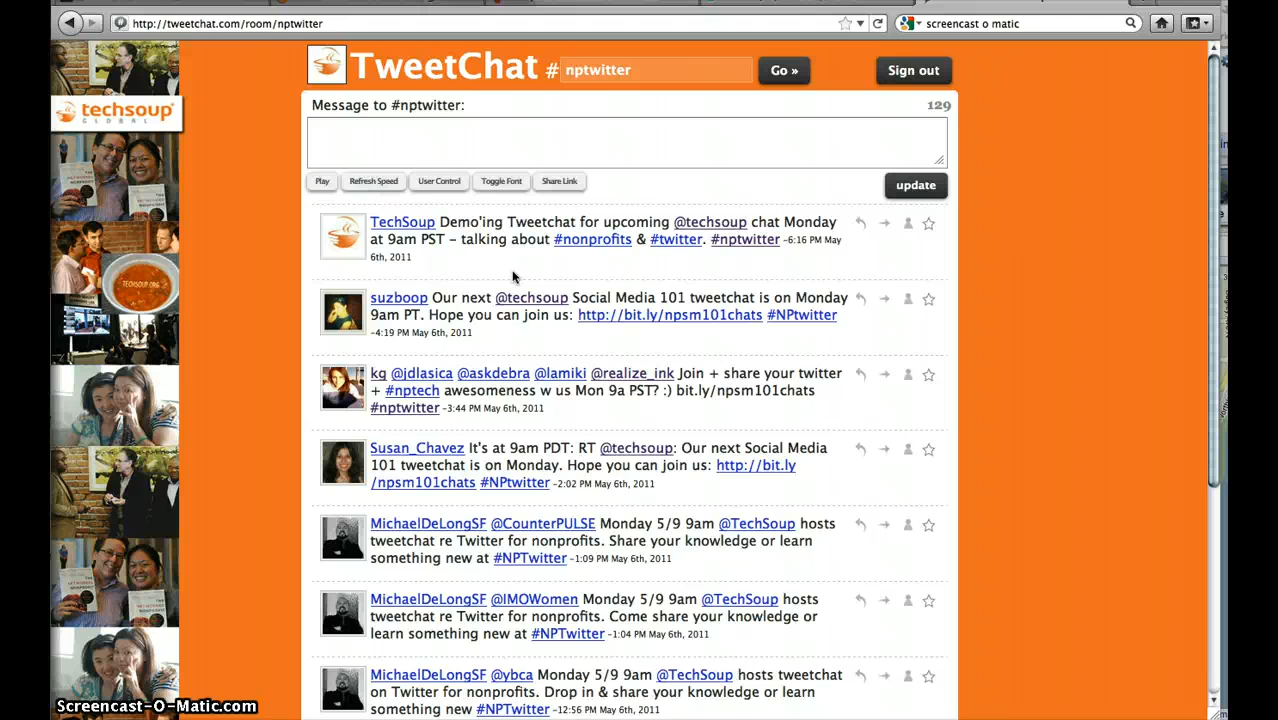 http://tweetchat.com/room/nptwitter
screencast o matic
TweetChat # nptwitter Go » Sign out
techsoup
GLOBAL
Message to #nptwitter: 129
Play Refresh Speed User Control Toggle Font Share Link update
TechSoup Demo'ing Tweetchat for upcoming @techsoup chat Monday
at 9am PST – talking about #nonprofits & #twitter. #nptwitter -6:16 PM May
6th, 2011
TECHSOUP.ORG
suzboop Our next @techsoup Social Media 101 tweetchat is on Monday
9am PT. Hope you can join us: http://bit.ly/npsm101chats #NPtwitter
-4:19 PM May 6th, 2011
kg @jdlasica @askdebra @lamiki @realize_ink Join + share your twitter
+ #nptech awesomeness w us Mon 9a PST? :) bit.ly/npsm101chats
#nptwitter -3:44 PM May 6th, 2011
Susan_Chavez It's at 9am PDT: RT @techsoup: Our next Social Media
101 tweetchat is on Monday. Hope you can join us: http://bit.ly
/npsm101chats #NPtwitter -2:02 PM May 6th, 2011
MichaelDeLongSF @CounterPULSE Monday 5/9 9am @TechSoup hosts
tweetchat re Twitter for nonprofits. Share your knowledge or learn
something new at #NPTwitter -1:09 PM May 6th, 2011
MichaelDeLongSF @IMOWomen Monday 5/9 9am @TechSoup hosts
tweetchat re Twitter for nonprofits. Come share your knowledge or
learn something new at #NPTwitter -1:04 PM May 6th, 2011
MichaelDeLongSF @ybca Monday 5/9 9am @TechSoup hosts tweetchat
on Twitter for nonprofits. Drop in & share your knowledge or learn
something new at #NPTwitter -12:56 PM May 6th, 2011
Screencast-O-Matic.com